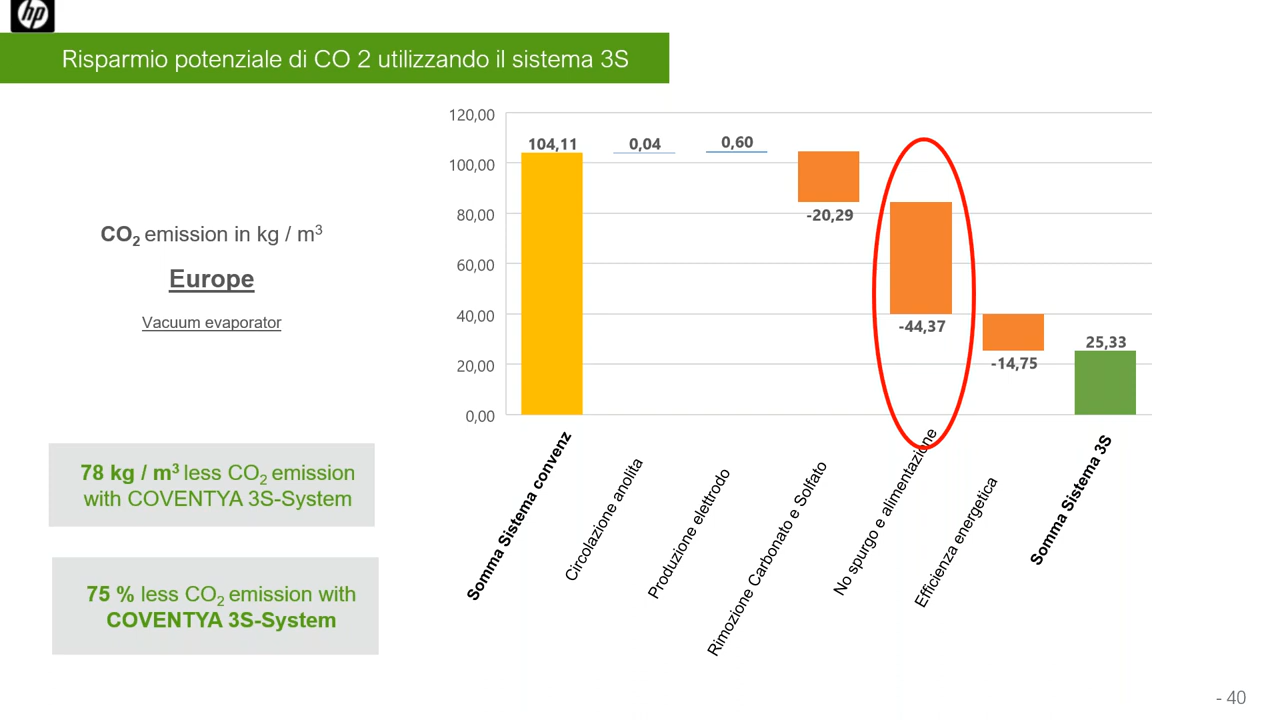 hp
Risparmio potenziale di CO 2 utilizzando il sistema 3S
CO2 emission in kg / m3
Europe
Vacuum evaporator
78 kg / m3 less CO2 emission
with COVENTYA 3S-System
75 % less CO2 emission with
COVENTYA 3S-System
120,00
100,00
80,00
60,00
40,00
20,00
0,00
104,11
0,04
0,60
-20,29
-44,37
-14,75
25,33
Somma Sistema convenz
Circolazione anolita
Produzione elettrodo
Rimozione Carbonato e Solfato
No spurgo e alimentazione
Efficienza energetica
Somma Sistema 3S
- 40